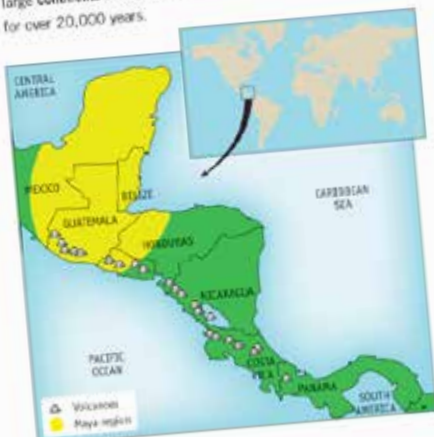 large
for over 20,000 years.
CENTRAL
AMERICA
MEXICO
BELIZE
CARIBBEAN
SEA
GUATEMALA
HONDURAS
NICARAGUA
PACIFIC
OCEAN
COSTA
RICA
PANAMA
SOUTH
AMERICA
Volcanoes
Maya region